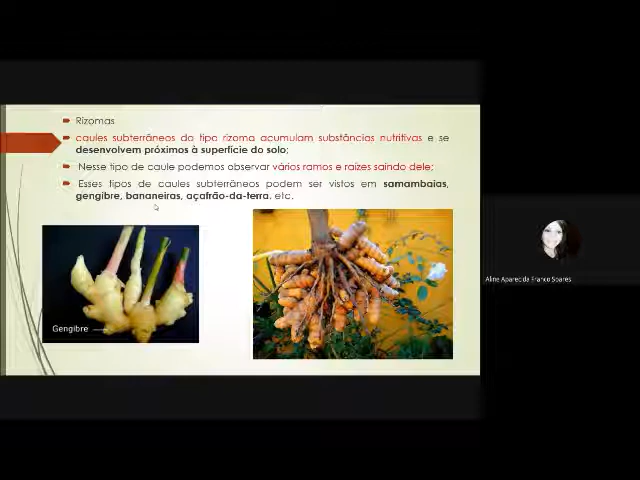 Rizomas
caules subterrâneos do tipo rizoma acumulam substâncias nutritivas e se
desenvolvem próximos à superfície do solo;
Nesse tipo de caule podemos observar vários ramos e raízes saindo dele;
Esses tipos de caules subterrâneos podem ser vistos em samambaias,
gengibre, bananeiras, açafrão-da-terra, etc.
Gengibre
Aline Aparecida Franco Soares